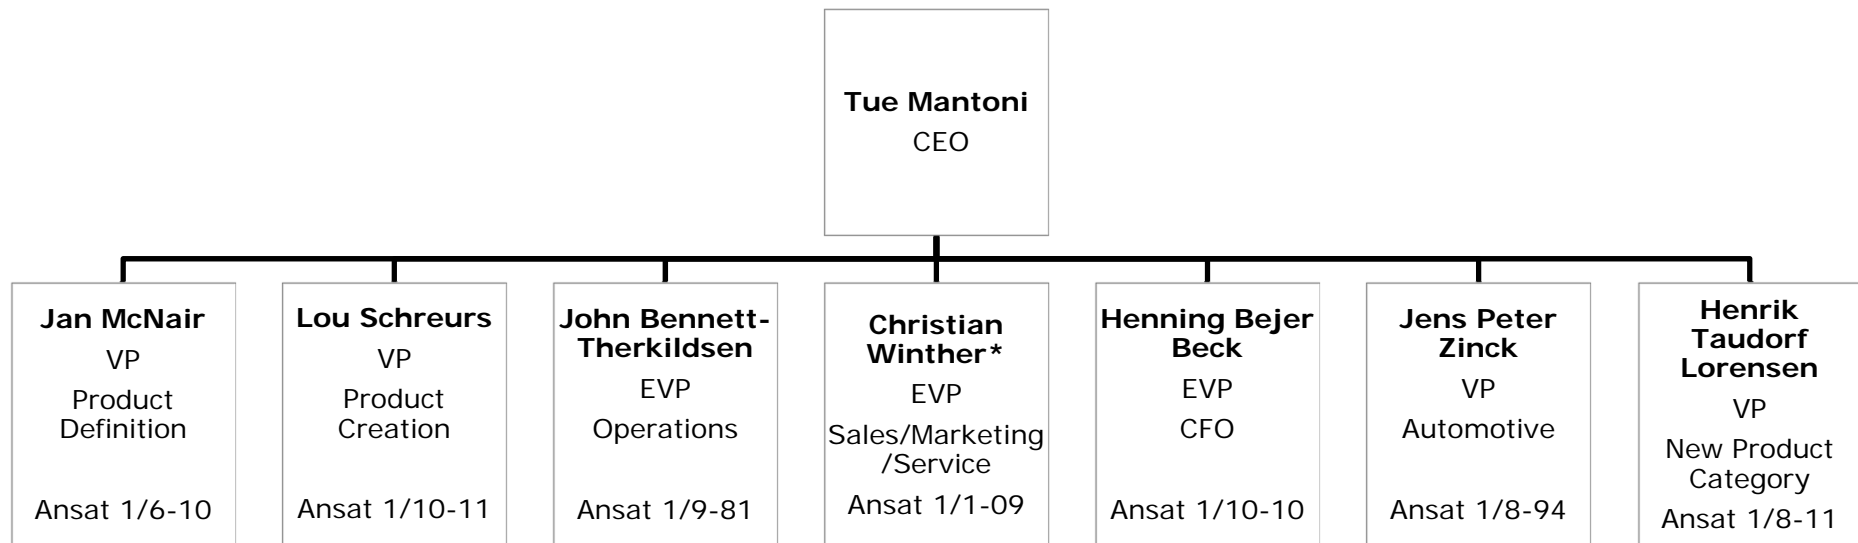 Tue Mantoni
CEO
Jan McNair
VP
Product
Definition
Ansat 1/6-10
Lou Schreurs
VP
Product
Creation
Ansat 1/10-11
John Bennett-
Therkildsen
EVP
Operations
Ansat 1/9-81
Christian
Winther*
EVP
Sales/Marketing
/Service
Ansat 1/1-09
Henning Bejer
Beck
EVP
CFO
Ansat 1/10-10
Jens Peter
Zinck
VP
Automotive
Ansat 1/8-94
Henrik
Taudorf
Lorensen
VP
New Product
Category
Ansat 1/8-11